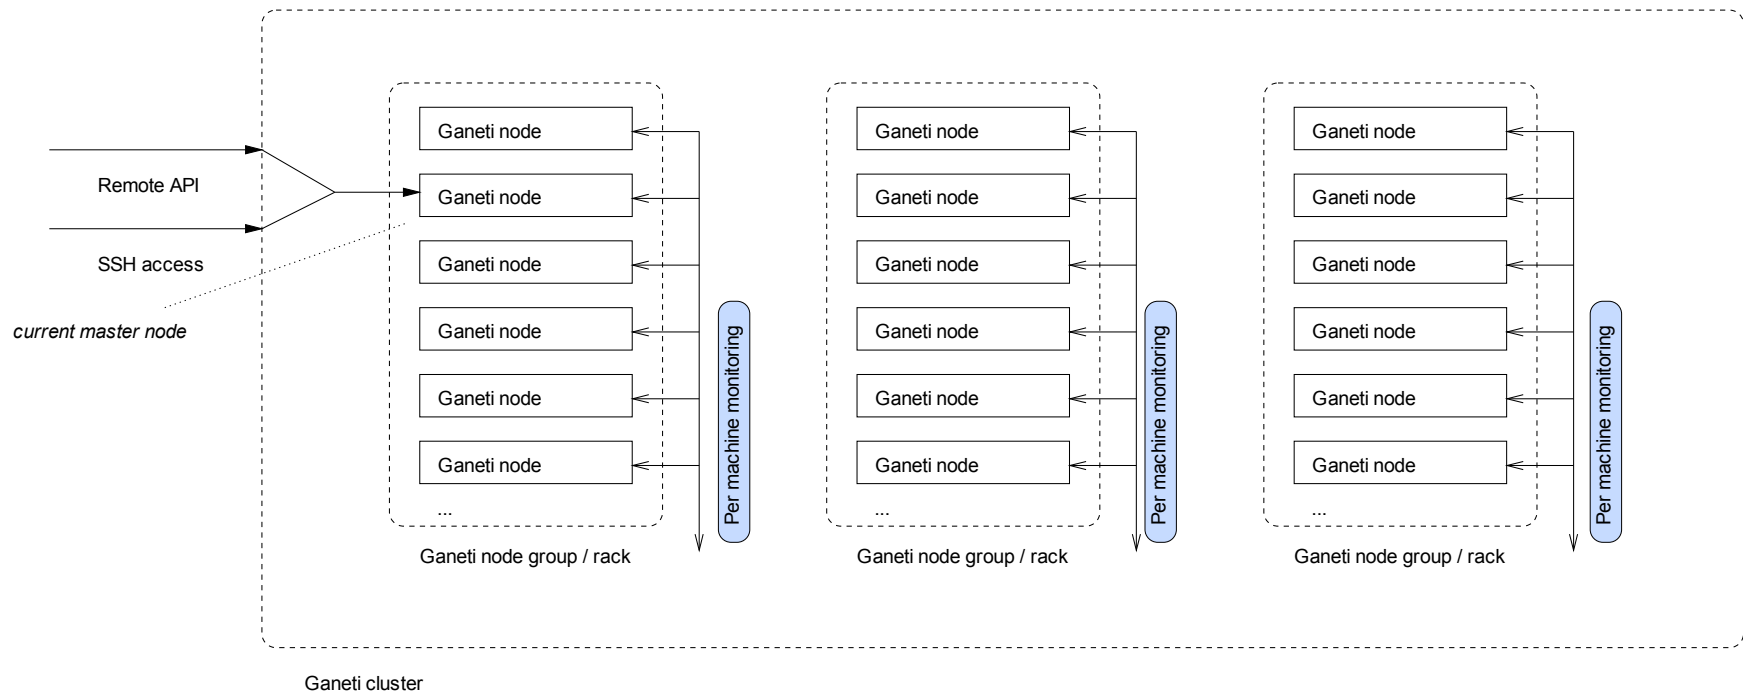 Remote API
SSH access
current master node
Ganeti node
Ganeti node
Ganeti node
Ganeti node
Ganeti node
Ganeti node
...
Ganeti node group / rack
Per machine monitoring
Ganeti node
Ganeti node
Ganeti node
Ganeti node
Ganeti node
Ganeti node
...
Ganeti node group / rack
Per machine monitoring
Ganeti node
Ganeti node
Ganeti node
Ganeti node
Ganeti node
Ganeti node
...
Ganeti node group / rack
Per machine monitoring
Ganeti cluster